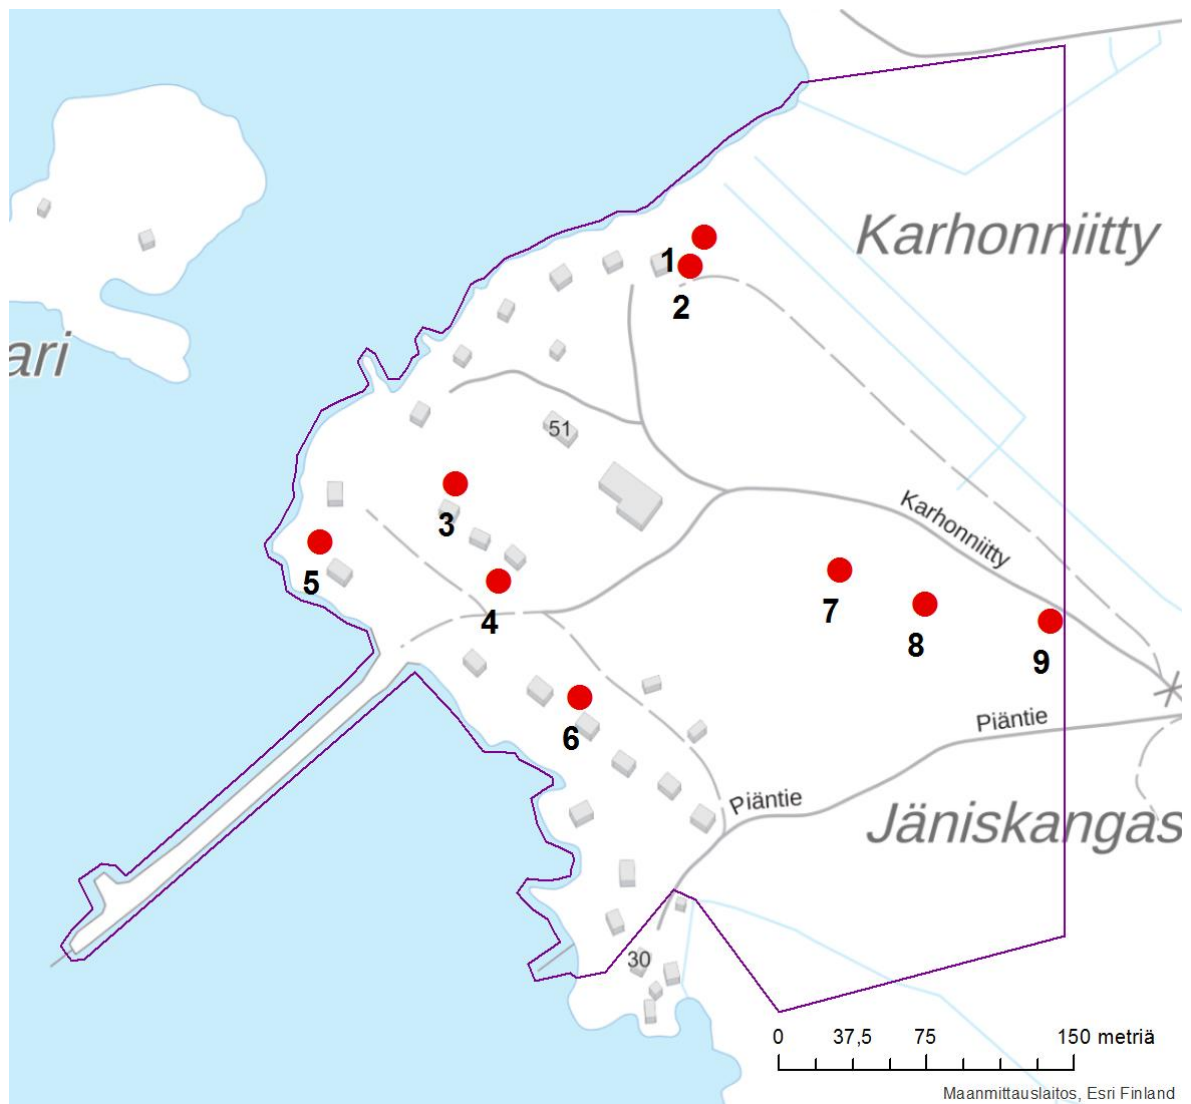 Karhonniitty
1
2
ari
51
Karhonniitty
3
5
7
4
8
9
6
Piäntie
Piäntie
Jäniskangas
30
0 37,5 75 150 metriä
Maanmittauslaitos, Esri Finland